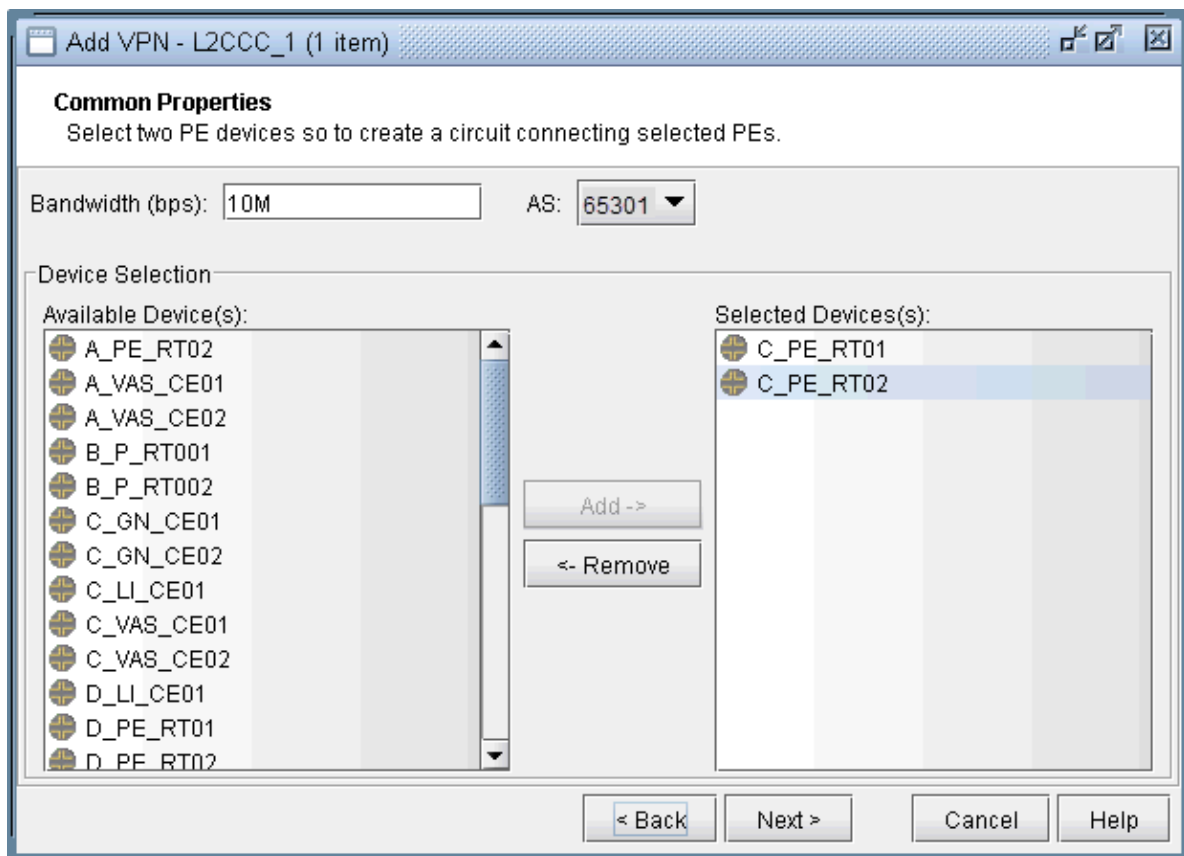 Add VPN - L2CCC_1 (1 item)
Common Properties
Select two PE devices so to create a circuit connecting selected PEs.
Bandwidth (bps): 10M AS: 65301
Device Selection
Available Device(s):
A_PE_RT02
A_VAS_CE01
A_VAS_CE02
B_P_RT001
B_P_RT002
C_GN_CE01
C_GN_CE02
C_LI_CE01
C_VAS_CE01
C_VAS_CE02
D_LI_CE01
D_PE_RT01
D_PE_RT02
Add ->
<- Remove
Selected Devices(s):
C_PE_RT01
C_PE_RT02
< Back Next > Cancel Help